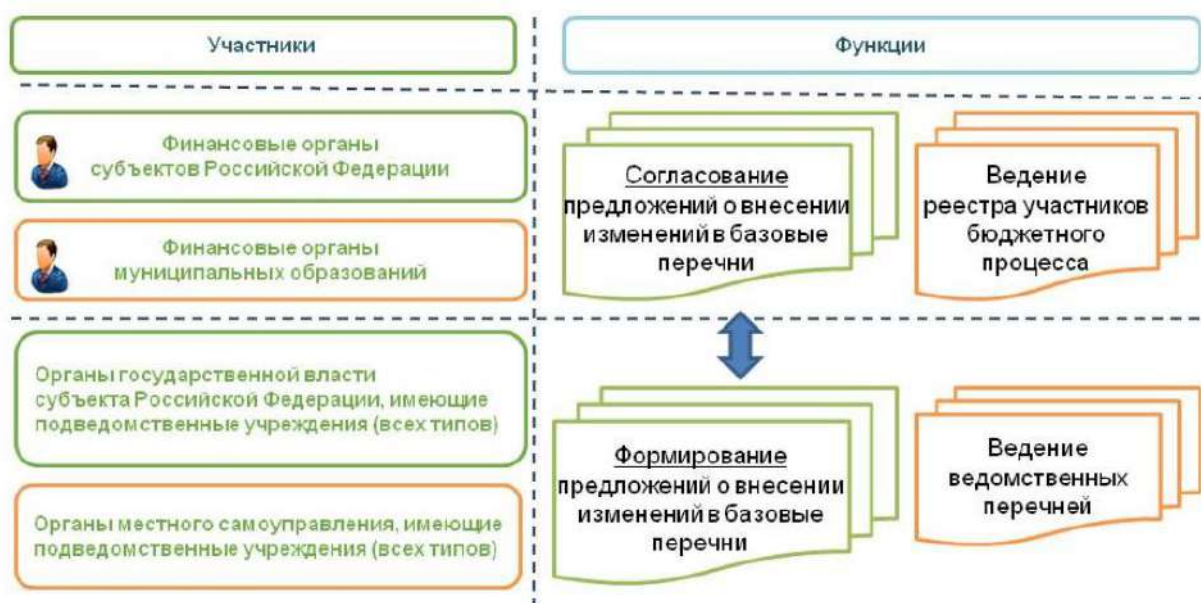 Участники
Функции
Финансовые органы
субъектов Российской Федерации
Финансовые органы
муниципальных образований
Согласование
предложений о внесении
изменений в базовые
перечни
Ведение
реестра участников
бюджетного
процесса
Органы государственной власти
субъекта Российской Федерации, имеющие
подведомственные учреждения (всех типов)
Органы местного самоуправления, имеющие
подведомственные учреждения (всех типов)
Формирование
предложений о внесении
изменений в базовые
перечни
Ведение
ведомственных
перечней